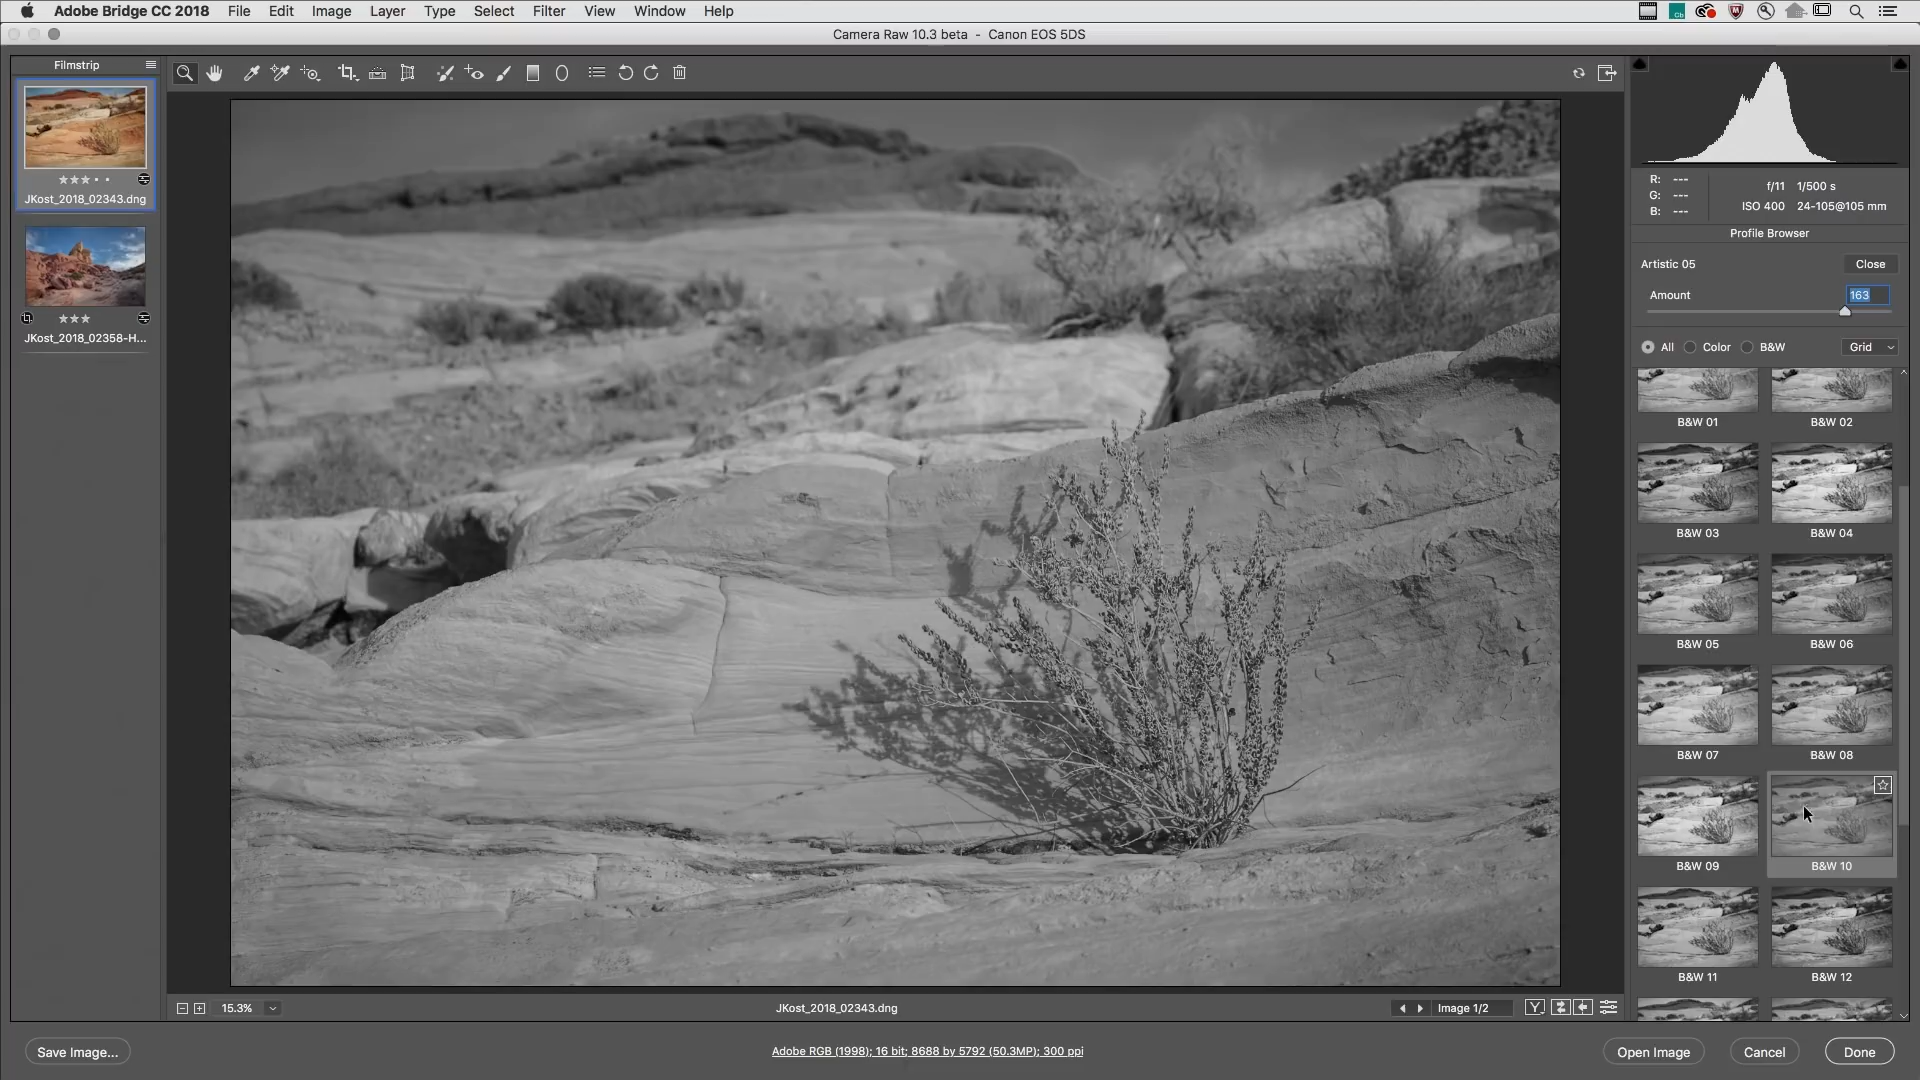 Adobe Bridge CC 2018 File Edit Image Layer Type Select Filter View Window Help
Camera Raw 10.3 beta - Canon EOS 5DS
Filmstrip
JKost_2018_02343.dng
JKost_2018_02358-H...
R: ---
G: ---
B: ---
f/11 1/500 s
ISO 400 24-105@105 mm
Profile Browser
Artistic 05 Close
Amount 163
All Color B&W Grid
B&W 01 B&W 02
B&W 03 B&W 04
B&W 05 B&W 06
B&W 07 B&W 08
B&W 09 B&W 10
B&W 11 B&W 12
15.3% JKost_2018_02343.dng Image 1/2 Y
Save Image... Adobe RGB (1998); 16 bit; 8688 by 5792 (50.3MP); 300 ppi Open Image Cancel Done